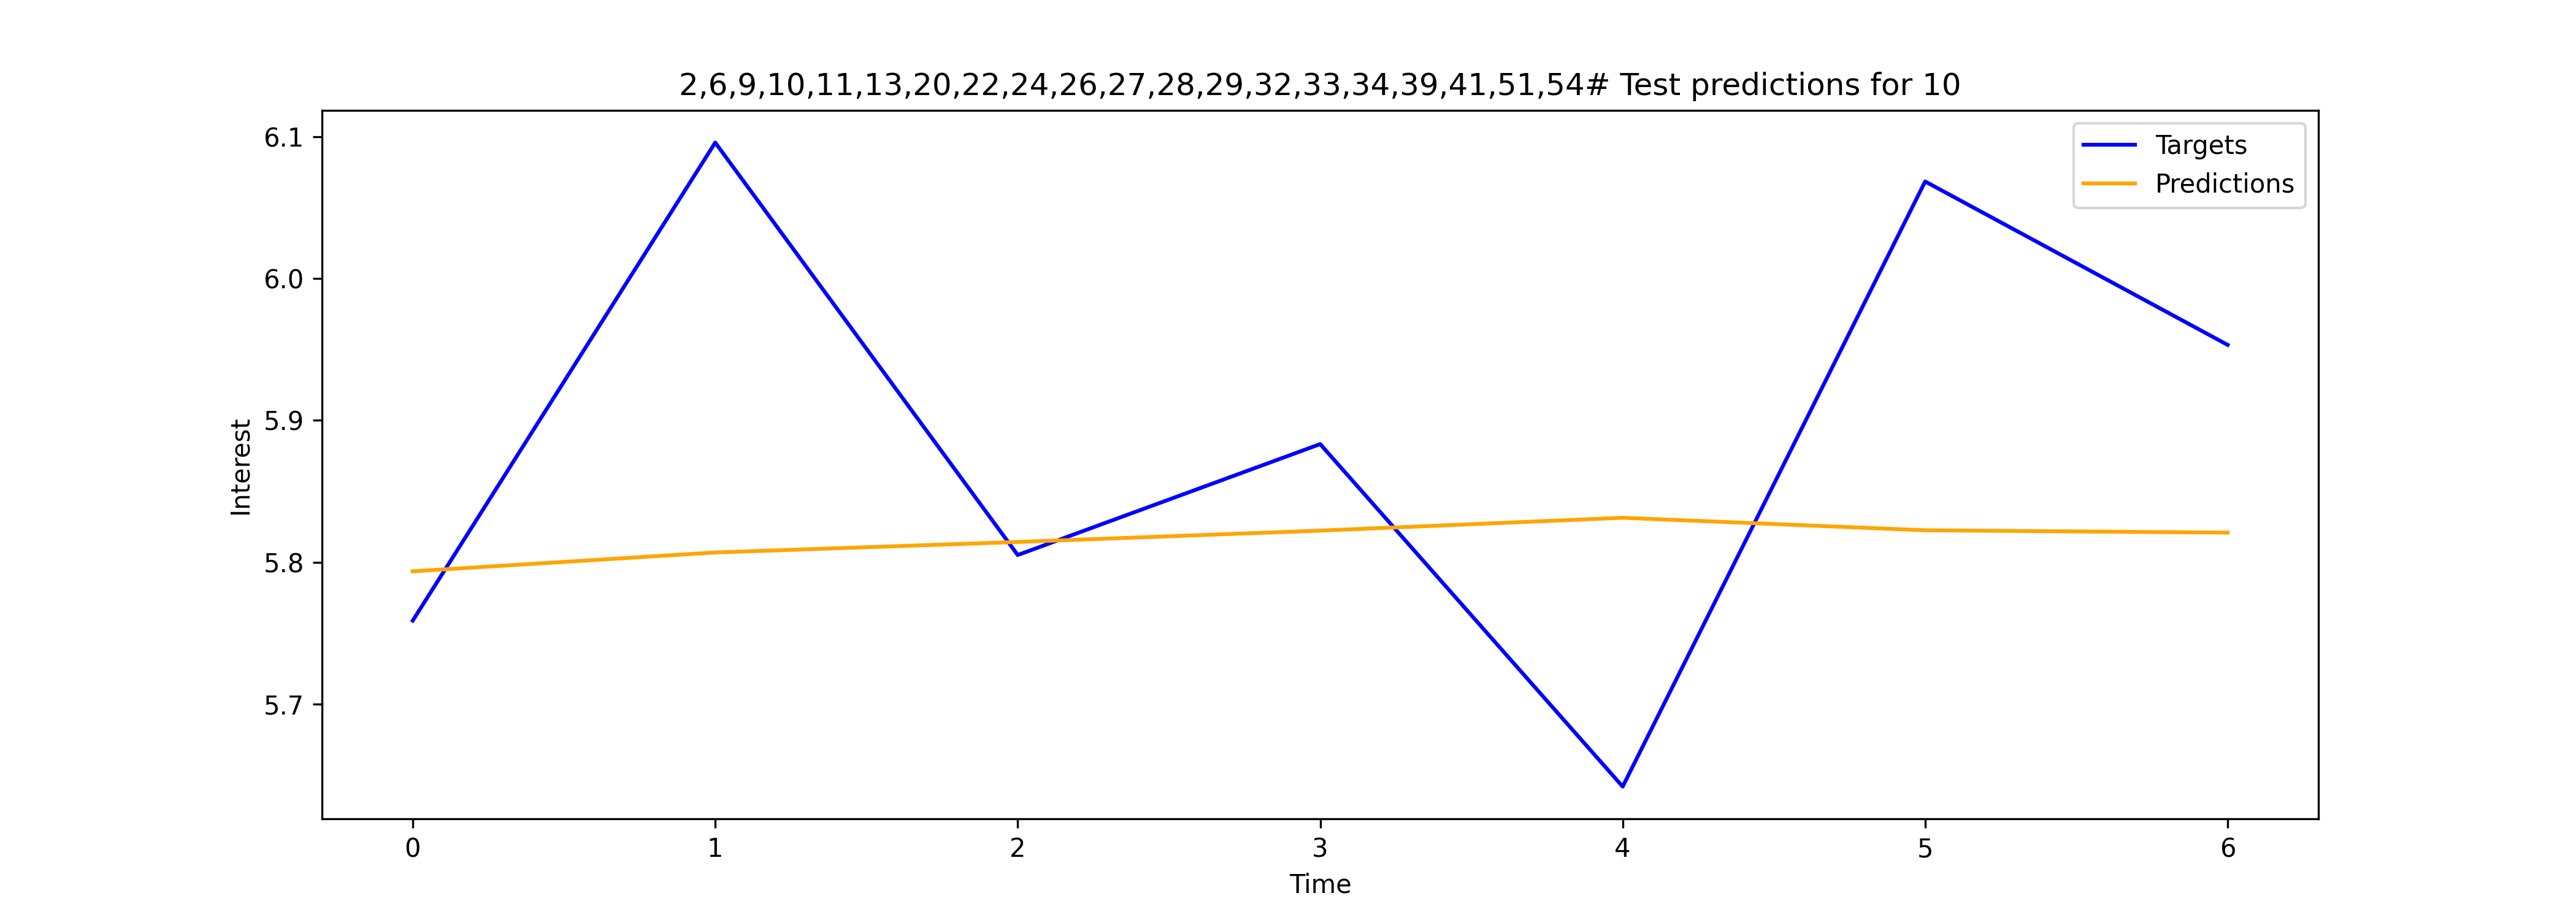 2,6,9,10,11,13,20,22,24,26,27,28,29,32,33,34,39,41,51,54# Test predictions for 10
Targets
Predictions
6.1
6.0
5.9
5.8
5.7
Interest
0 1 2 3 4 5 6
Time